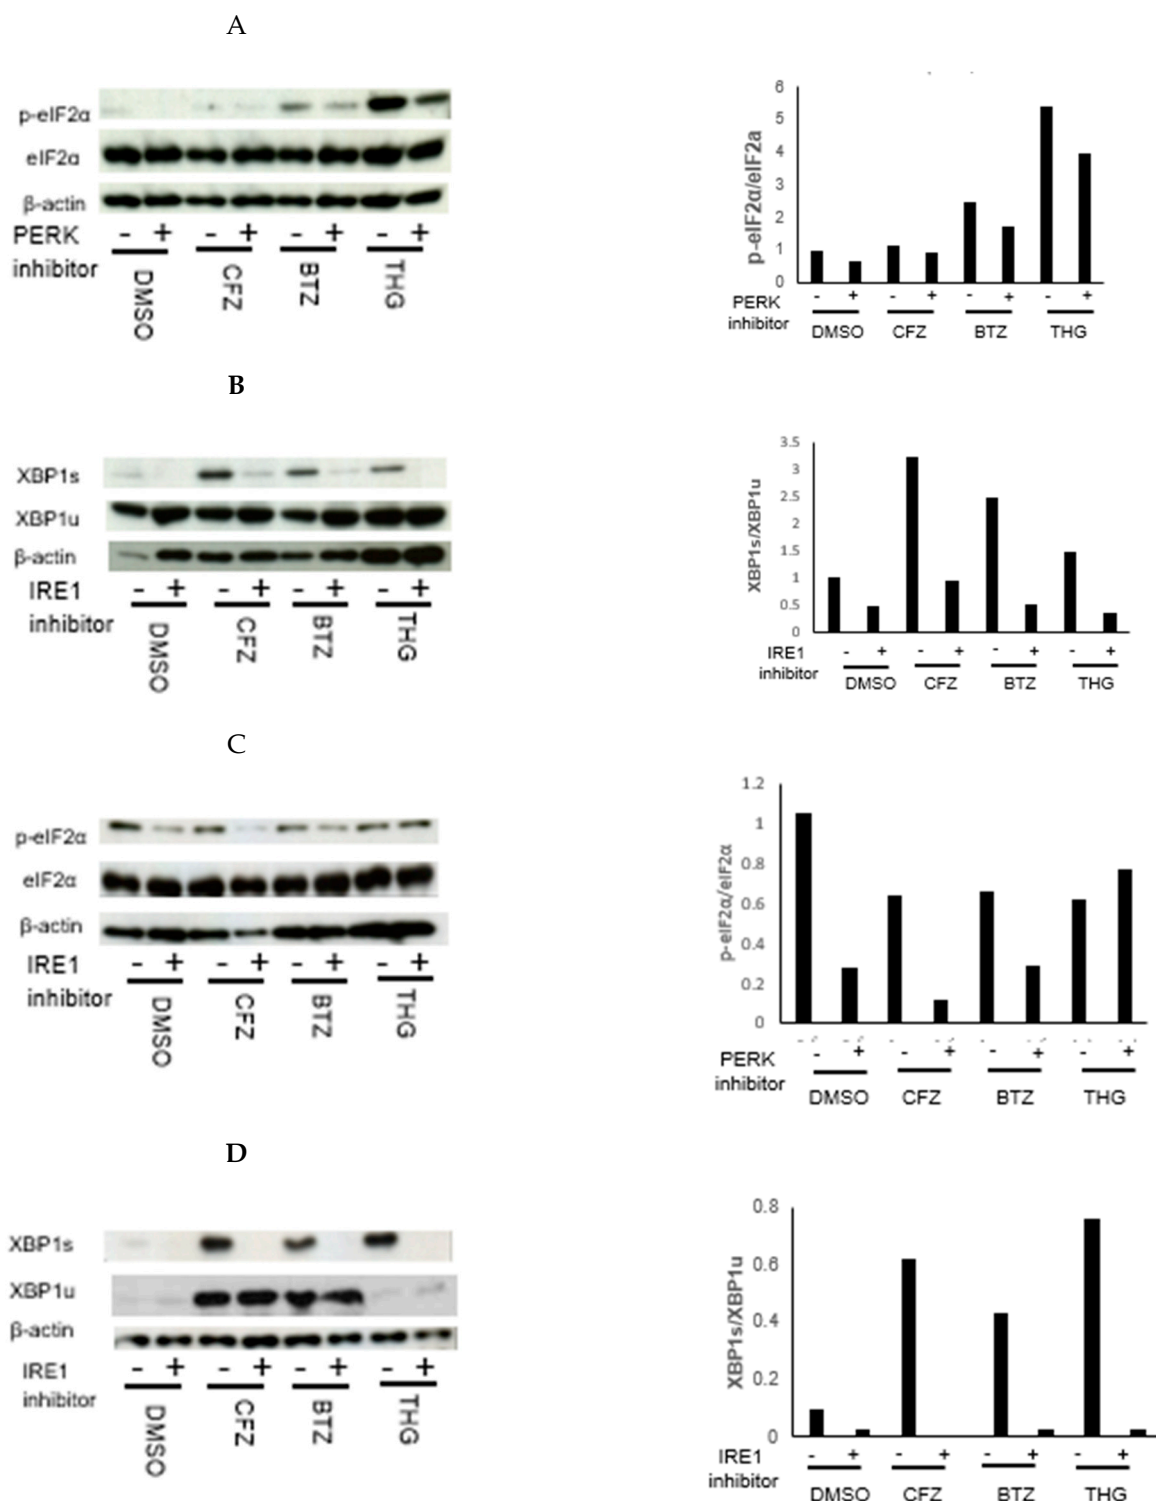 A
p-eIF2α
eIF2α
β-actin
PERK - + - + - + - +
inhibitor
DMSO CFZ BTZ THG
p-eIF2α/eIF2a
6
5
4
3
2
1
0
PERK - + - + - + - +
inhibitor
DMSO CFZ BTZ THG
B
XBP1s
XBP1u
β-actin
IRE1 - + - + - + - +
inhibitor
DMSO CFZ BTZ THG
XBP1s/XBP1u
3.5
3
2.5
2
1.5
1
0.5
0
IRE1 - + - + - + - +
inhibitor
DMSO CFZ BTZ THG
C
p-eIF2α
eIF2α
β-actin
IRE1 - + - + - + - +
inhibitor
DMSO CFZ BTZ THG
p-eIF2α/eIF2α
1.2
1
0.8
0.6
0.4
0.2
0
PERK - + - + - + - +
inhibitor
DMSO CFZ BTZ THG
D
XBP1s
XBP1u
β-actin
IRE1 - + - + - + - +
inhibitor
DMSO CFZ BTZ THG
XBP1s/XBP1u
0.8
0.6
0.4
0.2
0
IRE1 - + - + - + - +
inhibitor
DMSO CFZ BTZ THG